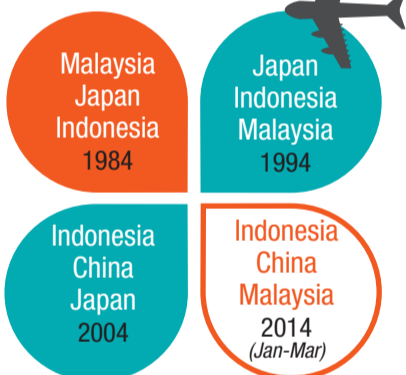 Malaysia
Japan
Indonesia
1984
Japan
Indonesia
Malaysia
1994
Indonesia
China
Japan
2004
Indonesia
China
Malaysia
2014
(Jan-Mar)